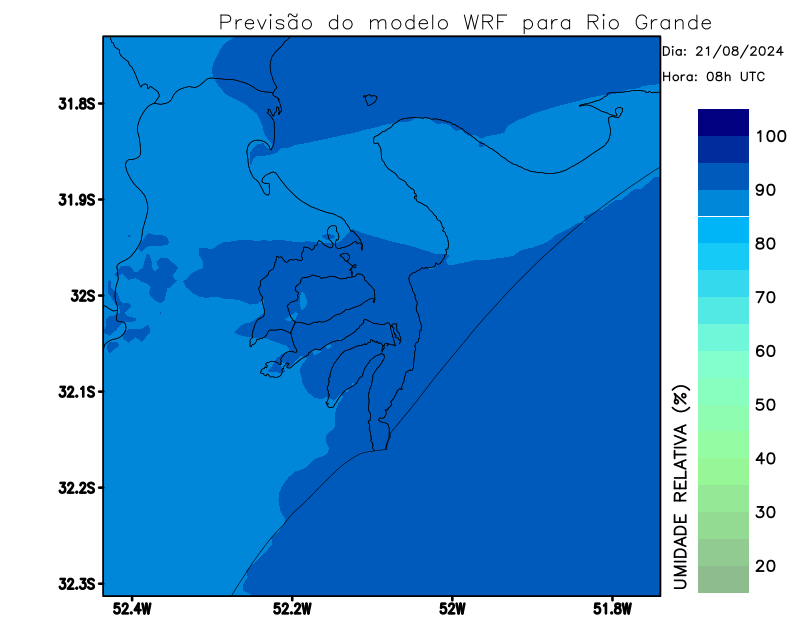 Previsão do modelo WRF para Rio Grande
Dia: 21/08/2024
Hora: 08h UTC
31.8S
31.9S
32S
32.1S
32.2S
32.3S
52.4W
52.2W
52W
51.8W
100
90
80
70
60
50
40
30
20
UMIDADE RELATIVA (%)